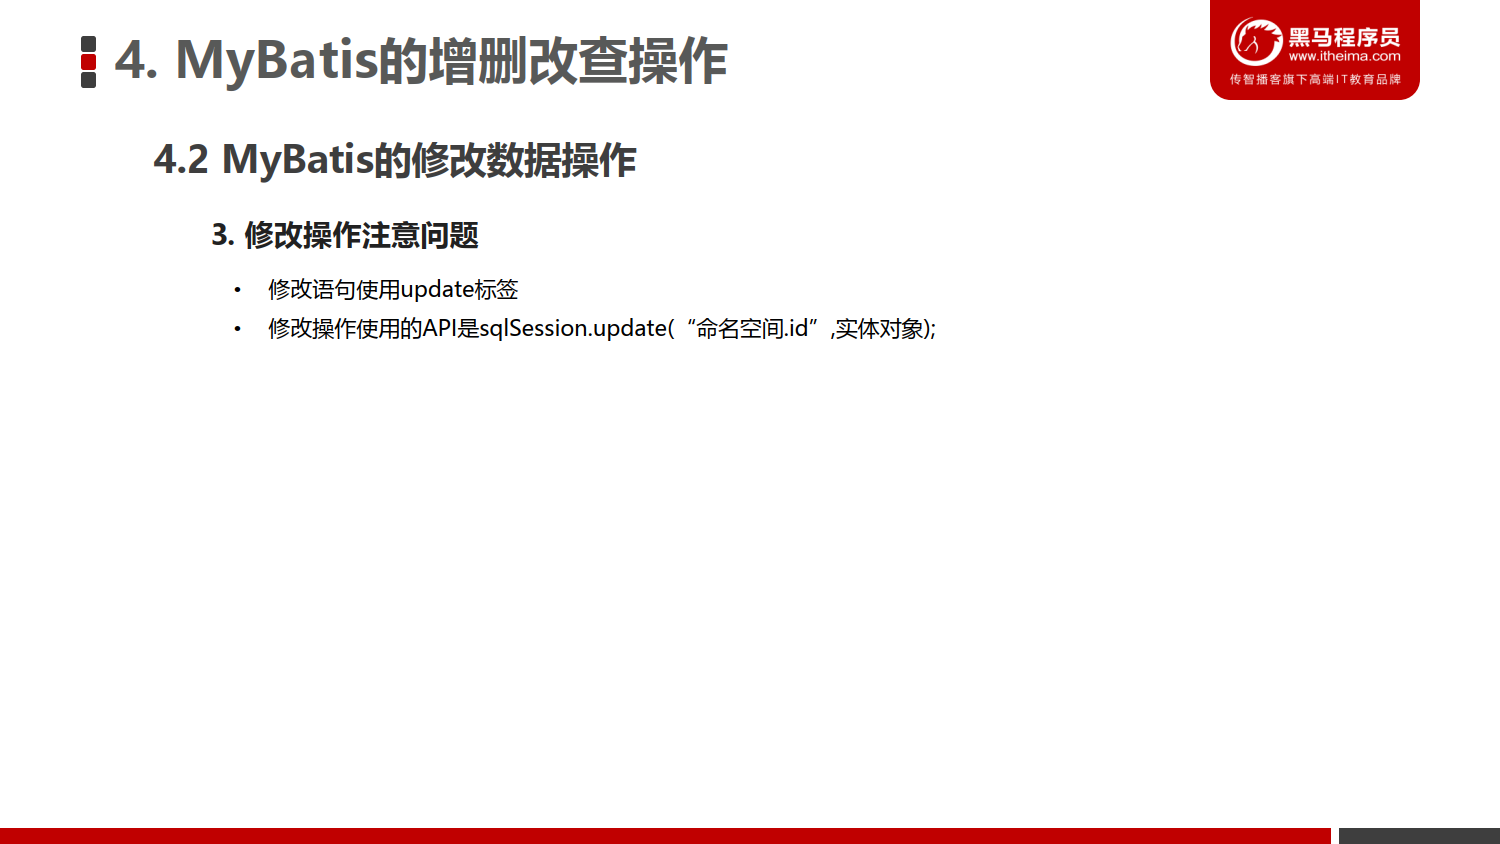 4. MyBatis的增删改查操作
黑马程序员
www.itheima.com
传智播客旗下高端IT教育品牌
4.2 MyBatis的修改数据操作
3. 修改操作注意问题
• 修改语句使用update标签
• 修改操作使用的API是sqlSession.update(“命名空间.id”,实体对象);